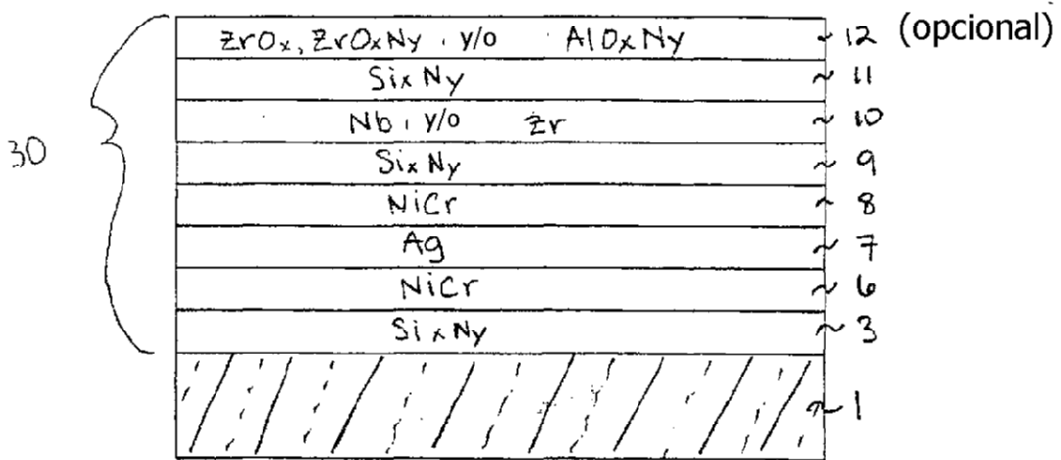 ZrOx, ZrOxNy, y/o AlOxNy ~ 12 (opcional)
SixNy ~ 11
Nb, y/o Zr ~ 10
30
SixNy ~ 9
NiCr ~ 8
Ag ~ 7
NiCr ~ 6
SixNy ~ 3
~ 1